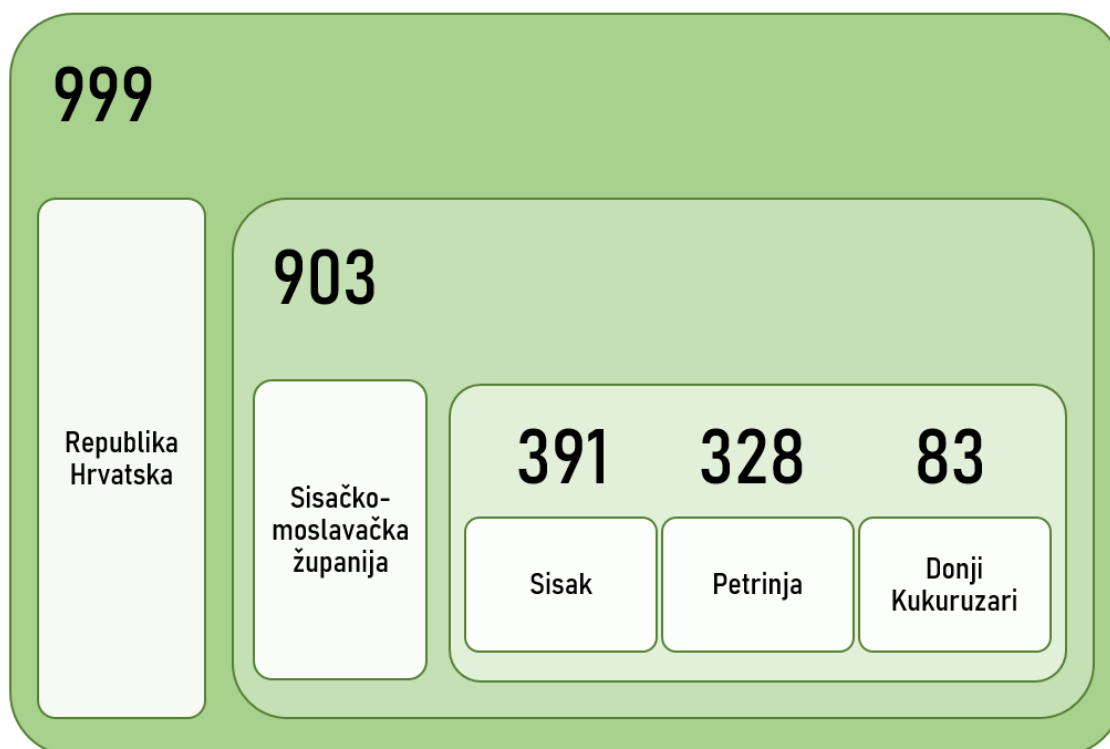 999
Republika
Hrvatska
903
Sisačko-
moslavačka
županija
391 328 83
Sisak
Petrinja
Donji
Kukuruzari